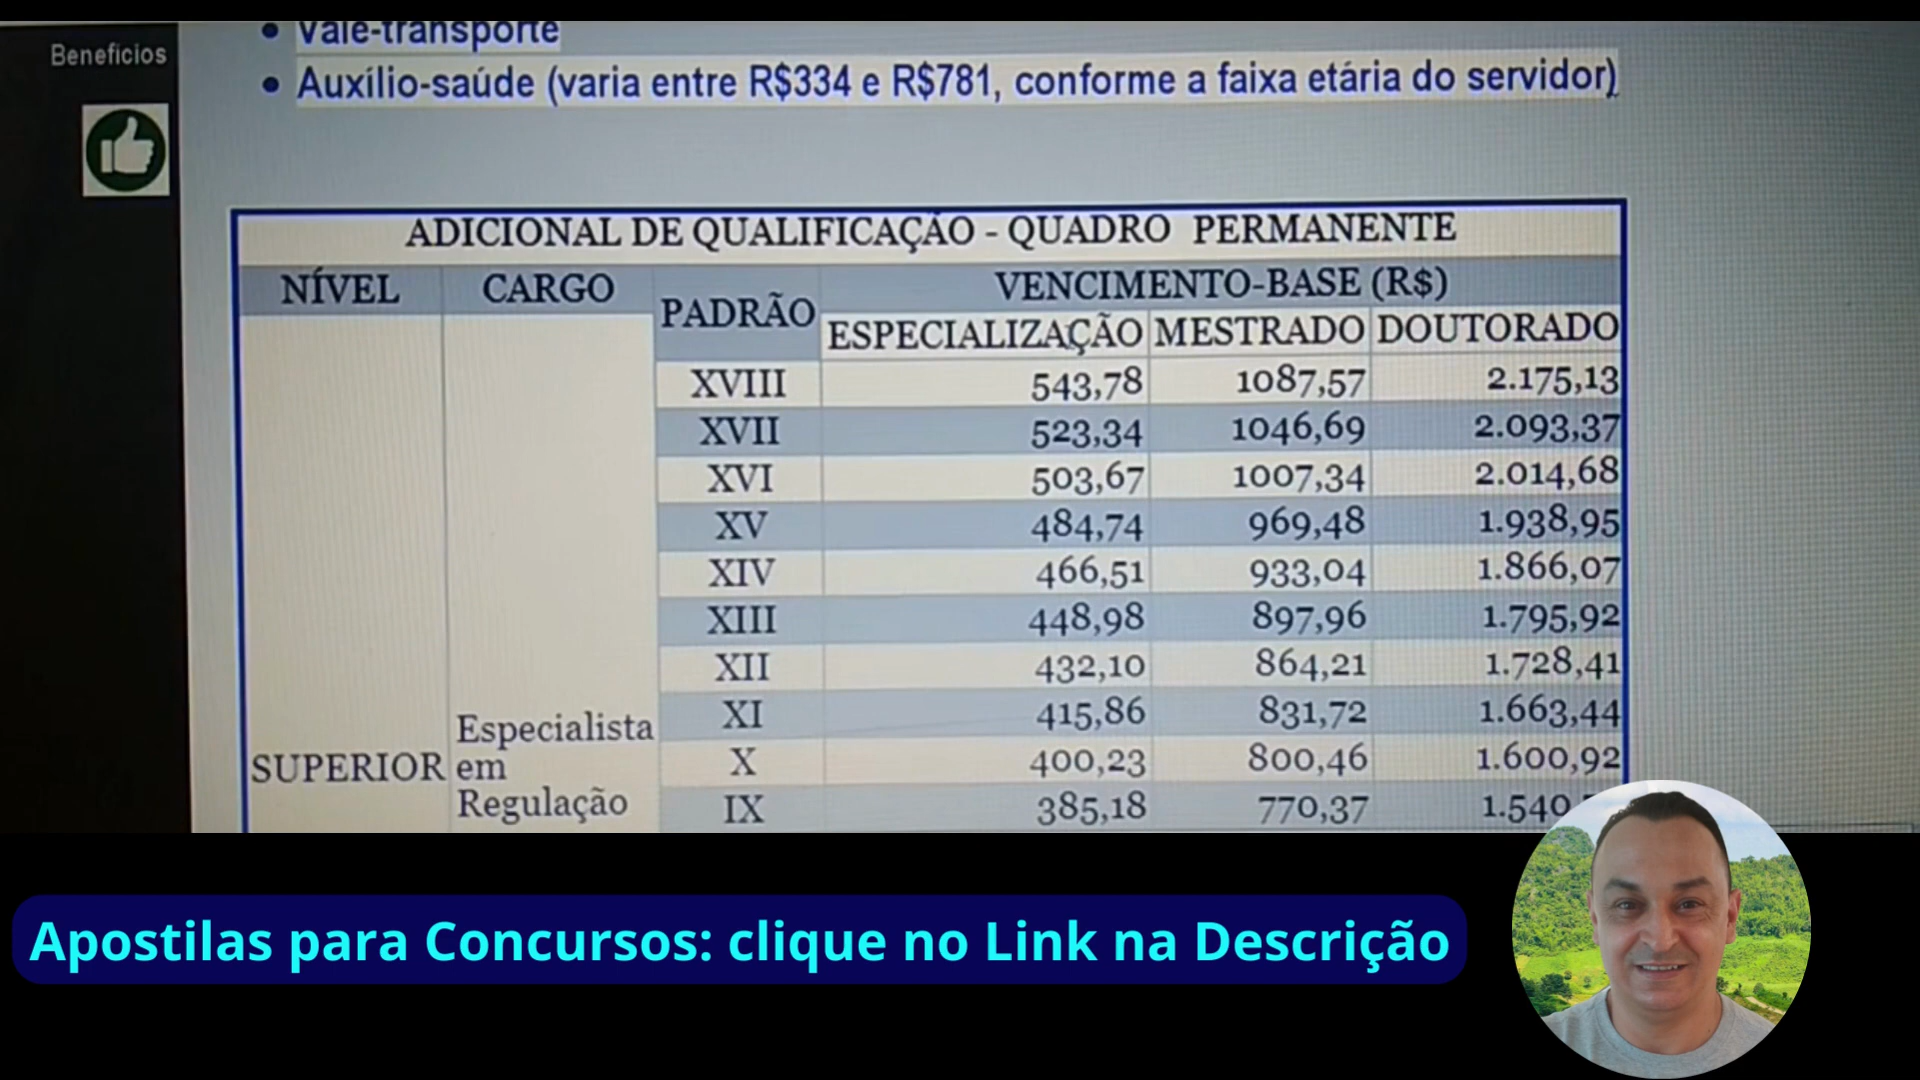 Vale-transporte
Beneficios
Auxílio-saúde (varia entre R$334 e R$781, conforme a faixa etária do servidor)
ADICIONAL DE QUALIFICAÇÃO - QUADRO PERMANENTE
NÍVEL CARGO PADRÃO VENCIMENTO-BASE (R$)
ESPECIALIZAÇÃO MESTRADO DOUTORADO
XVIII 543,78 1087,57 2.175,13
XVII 523,34 1046,69 2.093,37
XVI 503,67 1007,34 2.014,68
XV 484,74 969,48 1.938,95
XIV 466,51 933,04 1.866,07
XIII 448,98 897,96 1.795,92
XII 432,10 864,21 1.728,41
XI 415,86 831,72 1.663,44
X 400,23 800,46 1.600,92
IX 385,18 770,37 1.540
SUPERIOR
Especialista
em
Regulação
Apostilas para Concursos: clique no Link na Descrição